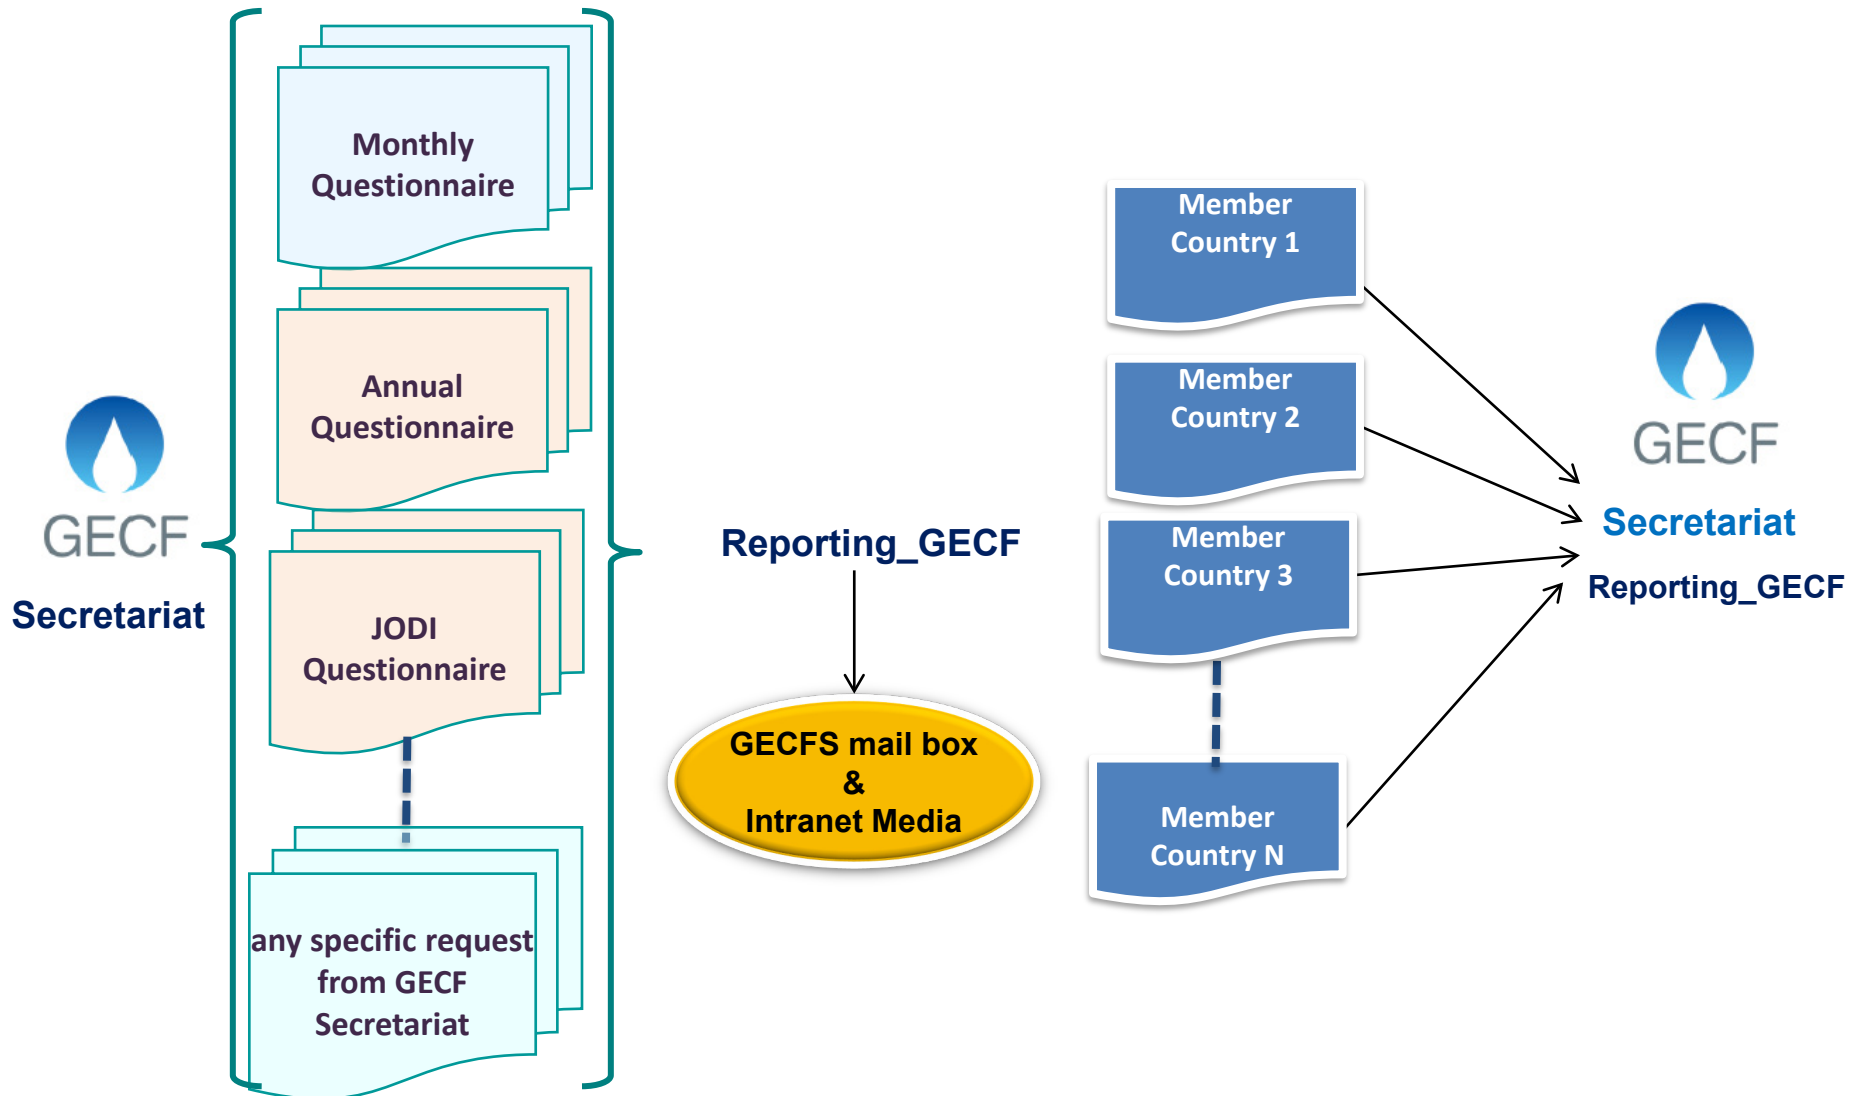 GECF
Secretariat
Monthly
Questionnaire
Annual
Questionnaire
JODI
Questionnaire
any specific request
from GECF
Secretariat
Reporting_GECF
GECFS mail box
&
Intranet Media
Member
Country 1
Member
Country 2
Member
Country 3
Member
Country N
GECF
Secretariat
Reporting_GECF